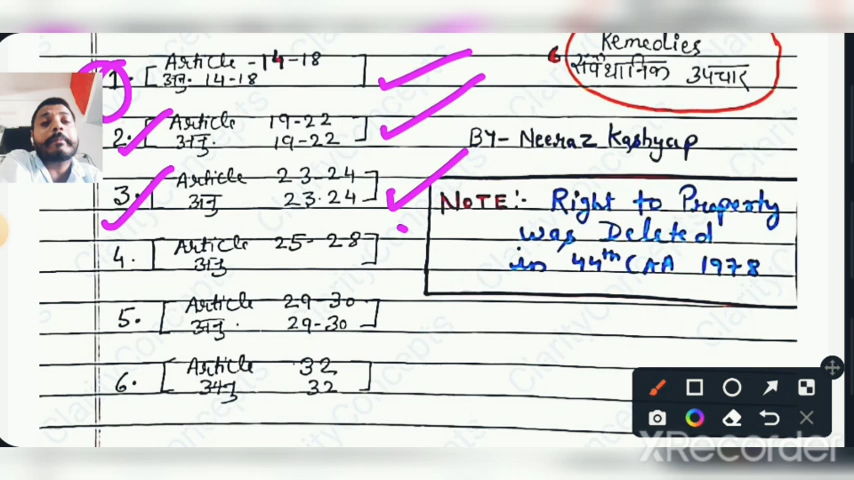 Remedies
संवैधानिक उपचार
1. Article -14-18
अनु. 14-18
2. Article 19-22
अनु. 19-22
BY- Neeraz Kashyap
3. Article 23-24
अनु 23.24
NOTE:- Right to Property
was Deleted
in 44th CAA 1978
4. Article 25-28
अनु
5. Article 29-30
अनु. 29-30
6. Article 32
अनु 32
ClarityConcepts
XRecorder